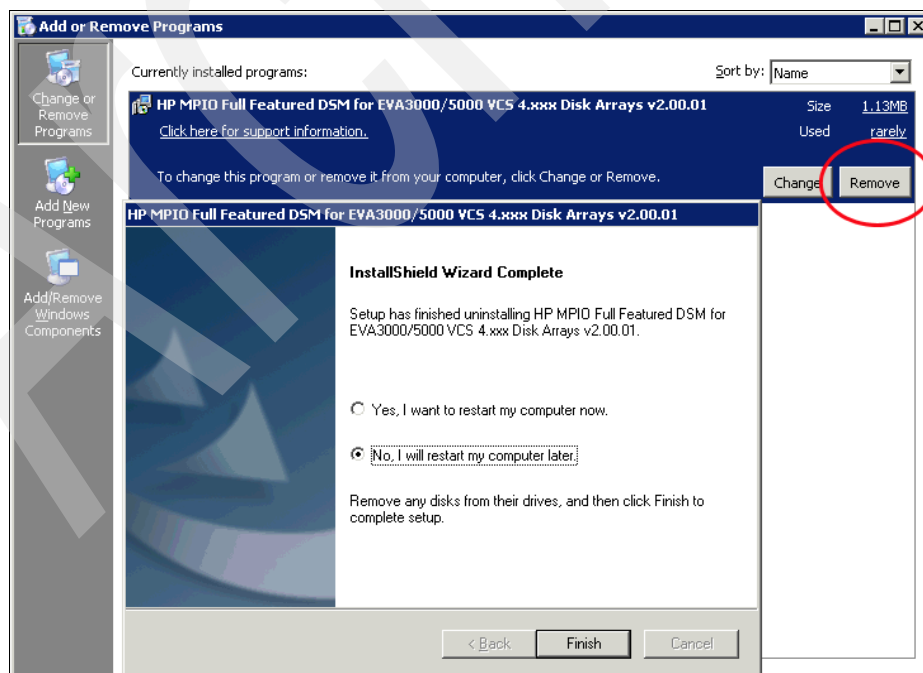 Add or Remove Programs
Change or
Remove
Programs
Add New
Programs
Add/Remove
Windows
Components
Currently installed programs:
Sort by: Name
HP MPIO Full Featured DSM for EVA3000/5000 VCS 4.xxx Disk Arrays v2.00.01
Size 1.13MB
Click here for support information.
Used rarely
To change this program or remove it from your computer, click Change or Remove.
Change Remove
HP MPIO Full Featured DSM for EVA3000/5000 VCS 4.xxx Disk Arrays v2.00.01
InstallShield Wizard Complete
Setup has finished uninstalling HP MPIO Full Featured DSM for
EVA3000/5000 VCS 4.xxx Disk Arrays v2.00.01.
Yes, I want to restart my computer now.
No, I will restart my computer later.
Remove any disks from their drives, and then click Finish to
complete setup.
< Back Finish Cancel